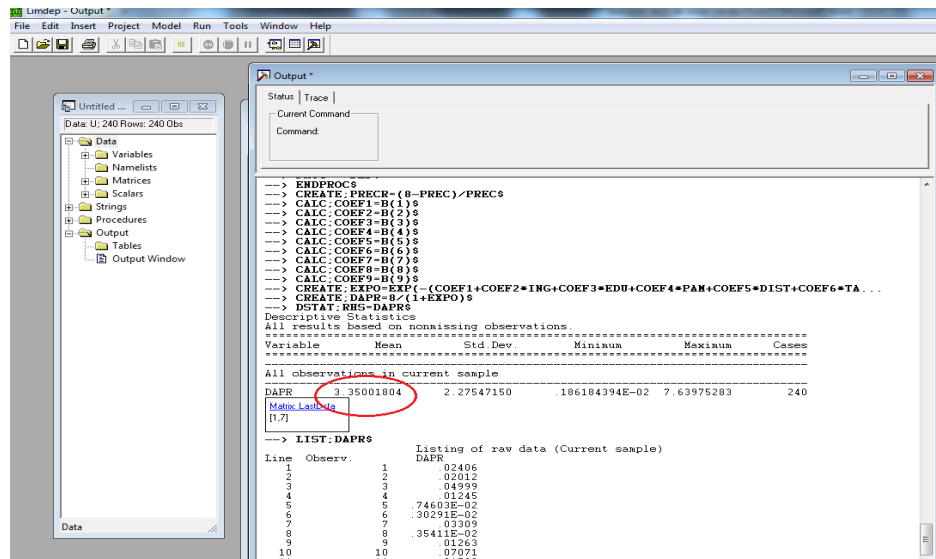 Limdep - Output *
File Edit Insert Project Model Run Tools Window Help
Output *
Status Trace
Current Command
Command:
Untitled ...
Data: U; 240 Rows: 240 Obs
Data
Variables
Namelists
Matrices
Scalars
Strings
Procedures
Output
Tables
Output Window
Data
--> ENDPROC$
--> CREATE;PRECR=(8-PREC)/PREC$
--> CALC;COEF1=B(1)$
--> CALC;COEF2=B(2)$
--> CALC;COEF3=B(3)$
--> CALC;COEF4=B(4)$
--> CALC;COEF5=B(5)$
--> CALC;COEF6=B(6)$
--> CALC;COEF7=B(7)$
--> CALC;COEF8=B(8)$
--> CALC;COEF9=B(9)$
--> CREATE;EXPO=EXP(-(COEF1+COEF2*ING+COEF3*EDU+COEF4*PAM+COEF5*DIST+COEF6*TA...
--> CREATE;DAPR=8/(1+EXPO)$
--> DSTAT;RHS=DAPR$
Descriptive Statistics
All results based on nonmissing observations.
Variable Mean Std.Dev. Minimum Maximum Cases
All observations in current sample
DAPR 3.35001804 2.27547150 .186184394E-02 7.63975283 240
Matrix: LastDsta
[1,7]
--> LIST;DAPR$
Listing of raw data (Current sample)
Line Observ. DAPR
1 1 .02406
2 2 .02012
3 3 .04999
4 4 .01245
5 5 .74603E-02
6 6 .30291E-02
7 7 .03309
8 8 .35411E-02
9 9 .01263
10 10 .07071